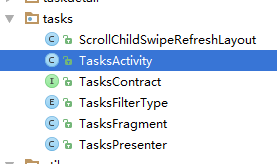 tasks
C ScrollChildSwipeRefreshLayout
C TasksActivity
I TasksContract
E TasksFilterType
C TasksFragment
C TasksPresenter